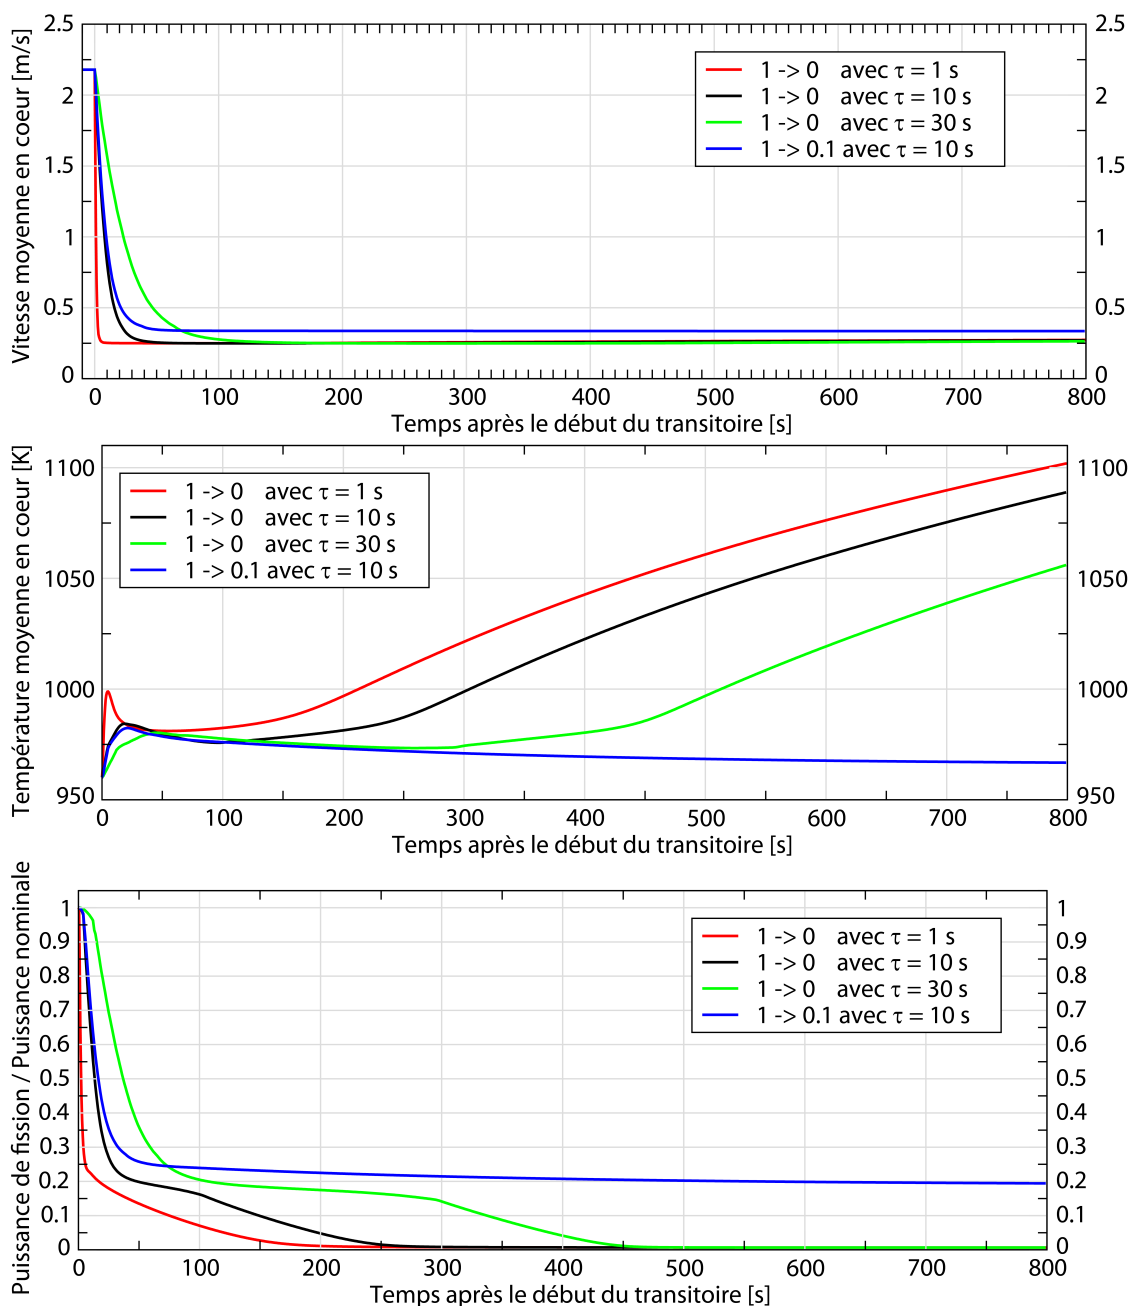 Vitesse moyenne en coeur [m/s]
2.5
2
1.5
1
0.5
0
2.5
2
1.5
1
0.5
0
1 -> 0 avec τ = 1 s
1 -> 0 avec τ = 10 s
1 -> 0 avec τ = 30 s
1 -> 0.1 avec τ = 10 s
0 100 200 300 400 500 600 700 800
Temps après le début du transitoire [s]
Température moyenne en coeur [K]
1100
1050
1000
950
1100
1050
1000
950
1 -> 0 avec τ = 1 s
1 -> 0 avec τ = 10 s
1 -> 0 avec τ = 30 s
1 -> 0.1 avec τ = 10 s
0 100 200 300 400 500 600 700 800
Temps après le début du transitoire [s]
Puissance de fission / Puissance nominale
1
0.9
0.8
0.7
0.6
0.5
0.4
0.3
0.2
0.1
0
1
0.9
0.8
0.7
0.6
0.5
0.4
0.3
0.2
0.1
0
1 -> 0 avec τ = 1 s
1 -> 0 avec τ = 10 s
1 -> 0 avec τ = 30 s
1 -> 0.1 avec τ = 10 s
0 100 200 300 400 500 600 700 800
Temps après le début du transitoire [s]